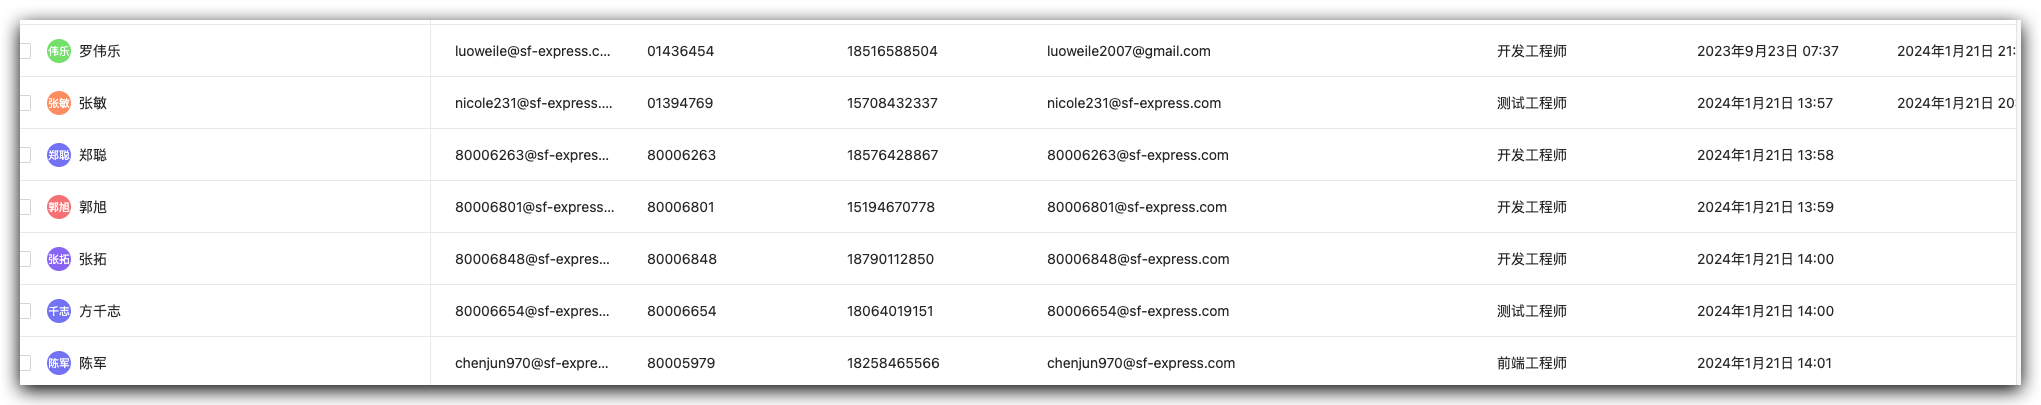 伟乐 罗伟乐 luoweile@sf-express.c... 01436454 18516588504 luoweile2007@gmail.com 开发工程师 2023年9月23日 07:37 2024年1月21日 21:
张敏 张敏 nicole231@sf-express.... 01394769 15708432337 nicole231@sf-express.com 测试工程师 2024年1月21日 13:57 2024年1月21日 20:
郑聪 郑聪 80006263@sf-expres... 80006263 18576428867 80006263@sf-express.com 开发工程师 2024年1月21日 13:58
郭旭 郭旭 80006801@sf-express... 80006801 15194670778 80006801@sf-express.com 开发工程师 2024年1月21日 13:59
张拓 张拓 80006848@sf-expres... 80006848 18790112850 80006848@sf-express.com 开发工程师 2024年1月21日 14:00
千志 方千志 80006654@sf-expres... 80006654 18064019151 80006654@sf-express.com 测试工程师 2024年1月21日 14:00
陈军 陈军 chenjun970@sf-expre... 80005979 18258465566 chenjun970@sf-express.com 前端工程师 2024年1月21日 14:01